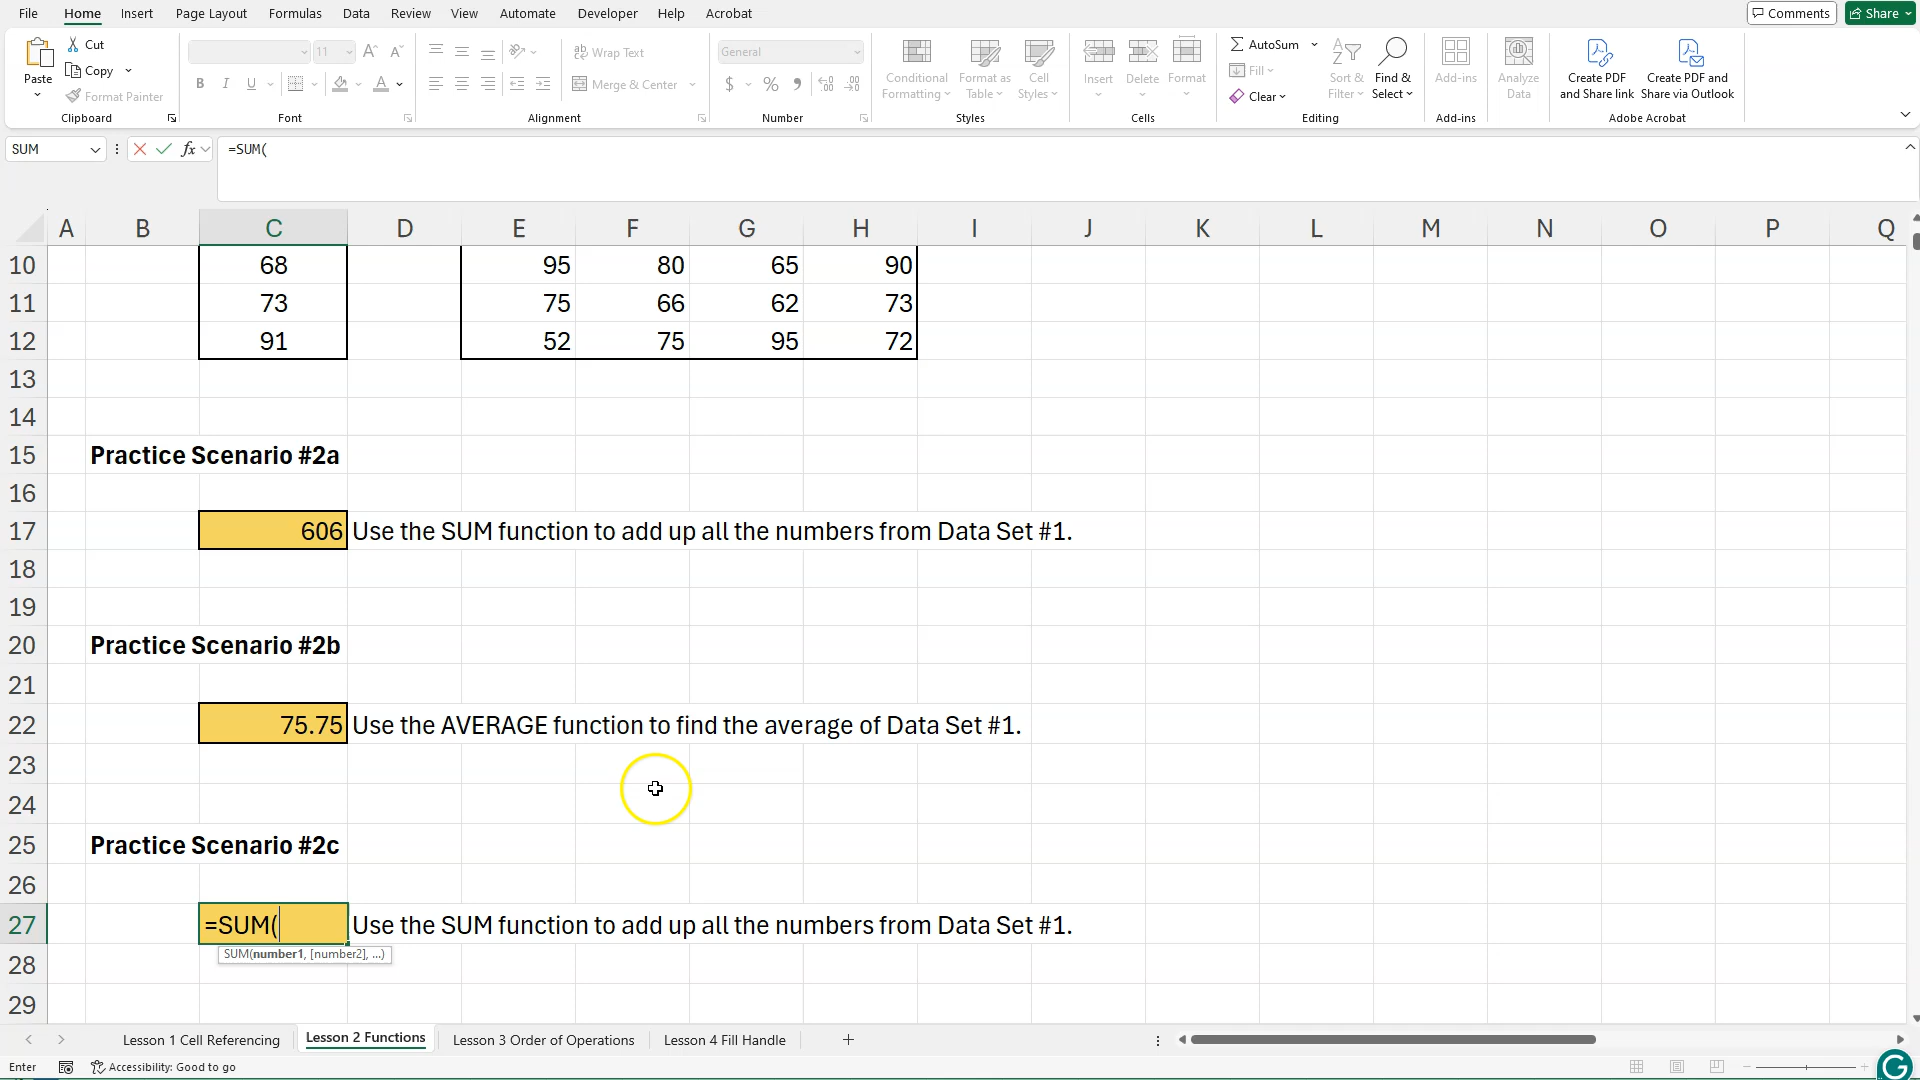 File Home Insert Page Layout Formulas Data Review View Automate Developer Help Acrobat Comments Share
Paste Cut Copy Format Painter Clipboard
11 B I U Font
ab Wrap Text Merge & Center Alignment
General $ % Number
Conditional Formatting Format as Table Cell Styles Styles
Insert Delete Format Cells
AutoSum Fill Clear Sort & Filter Find & Select Editing
Add-ins Add-ins
Analyze Data
Create PDF and Share link Create PDF and Share via Outlook Adobe Acrobat
SUM fx =SUM(
A B C D E F G H I J K L M N O P Q
10 68 95 80 65 90
11 73 75 66 62 73
12 91 52 75 95 72
13
14
15 Practice Scenario #2a
16
17 606 Use the SUM function to add up all the numbers from Data Set #1.
18
19
20 Practice Scenario #2b
21
22 75.75 Use the AVERAGE function to find the average of Data Set #1.
23
24
25 Practice Scenario #2c
26
27 =SUM( Use the SUM function to add up all the numbers from Data Set #1.
SUM(number1, [number2], ...)
28
29
Lesson 1 Cell Referencing Lesson 2 Functions Lesson 3 Order of Operations Lesson 4 Fill Handle +
Enter Accessibility: Good to go